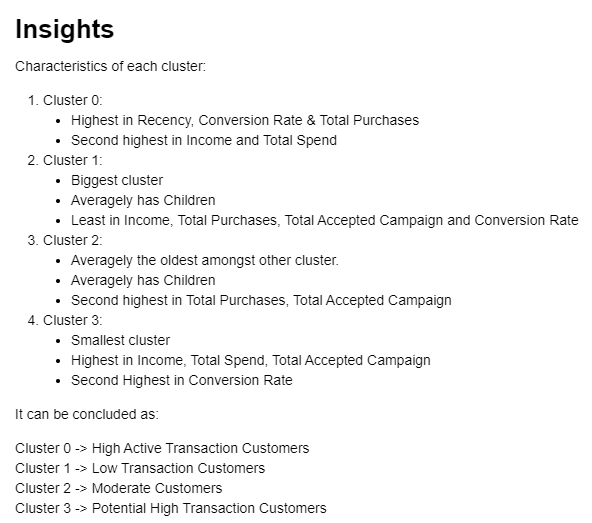 Insights
Characteristics of each cluster:
1. Cluster 0:
• Highest in Recency, Conversion Rate & Total Purchases
• Second highest in Income and Total Spend
2. Cluster 1:
• Biggest cluster
• Averagely has Children
• Least in Income, Total Purchases, Total Accepted Campaign and Conversion Rate
3. Cluster 2:
• Averagely the oldest amongst other cluster.
• Averagely has Children
• Second highest in Total Purchases, Total Accepted Campaign
4. Cluster 3:
• Smallest cluster
• Highest in Income, Total Spend, Total Accepted Campaign
• Second Highest in Conversion Rate
It can be concluded as:
Cluster 0 -> High Active Transaction Customers
Cluster 1 -> Low Transaction Customers
Cluster 2 -> Moderate Customers
Cluster 3 -> Potential High Transaction Customers